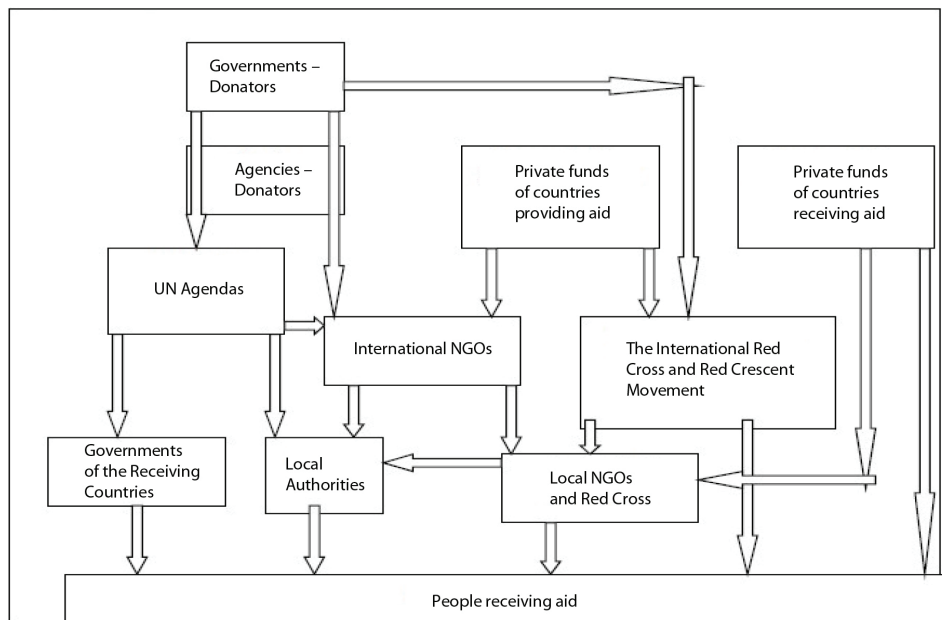 Governments –
Donators
Agencies –
Donators
Private funds
of countries
providing aid
Private funds
of countries
receiving aid
UN Agendas
International NGOs
The International Red
Cross and Red Crescent
Movement
Governments
of the Receiving
Countries
Local
Authorities
Local NGOs
and Red Cross
People receiving aid